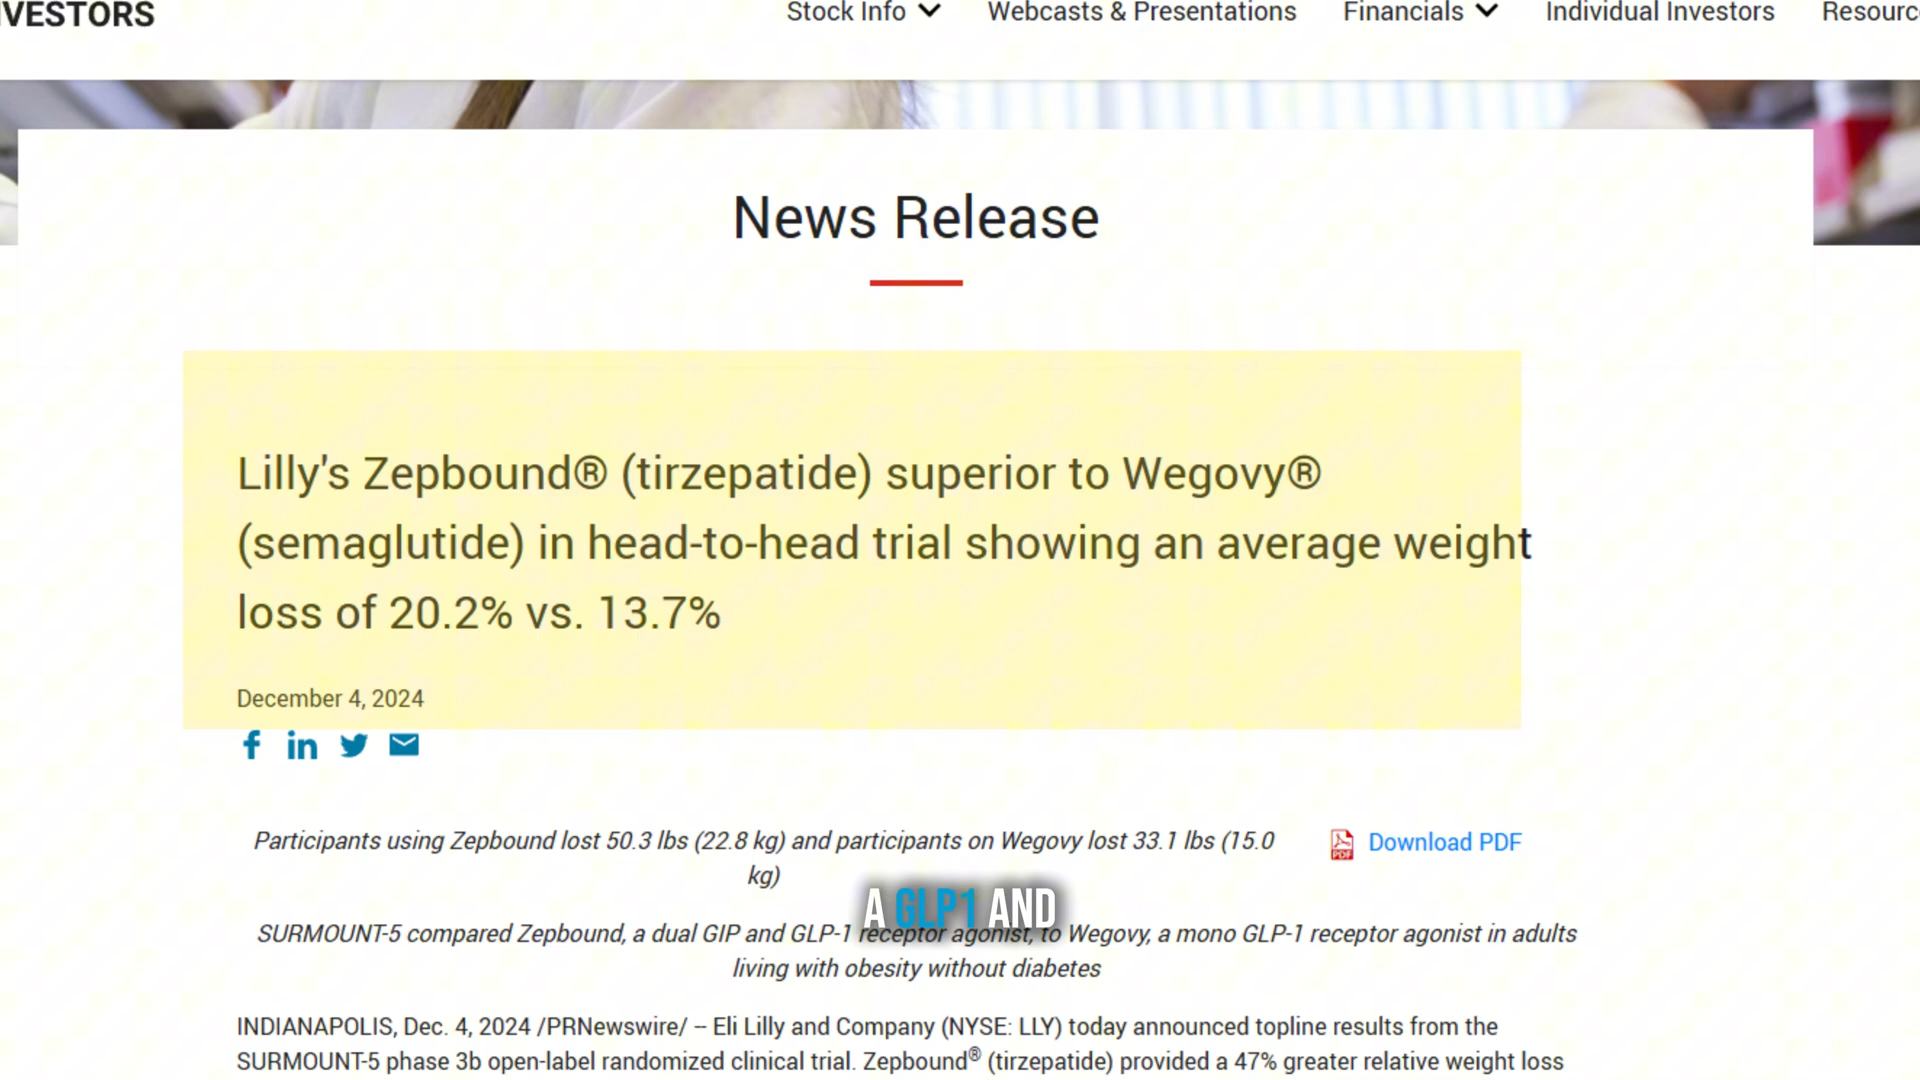 VESTORS
Stock Info
Webcasts & Presentations
Financials
Individual Investors
Resourc
News Release
Lilly's Zepbound® (tirzepatide) superior to Wegovy®
(semaglutide) in head-to-head trial showing an average weight
loss of 20.2% vs. 13.7%
December 4, 2024
Participants using Zepbound lost 50.3 lbs (22.8 kg) and participants on Wegovy lost 33.1 lbs (15.0
kg)
PDF
Download PDF
A GLP1 AND
SURMOUNT-5 compared Zepbound, a dual GIP and GLP-1 receptor agonist, to Wegovy, a mono GLP-1 receptor agonist in adults
living with obesity without diabetes
INDIANAPOLIS, Dec. 4, 2024 /PRNewswire/ -- Eli Lilly and Company (NYSE: LLY) today announced topline results from the
SURMOUNT-5 phase 3b open-label randomized clinical trial. Zepbound® (tirzepatide) provided a 47% greater relative weight loss